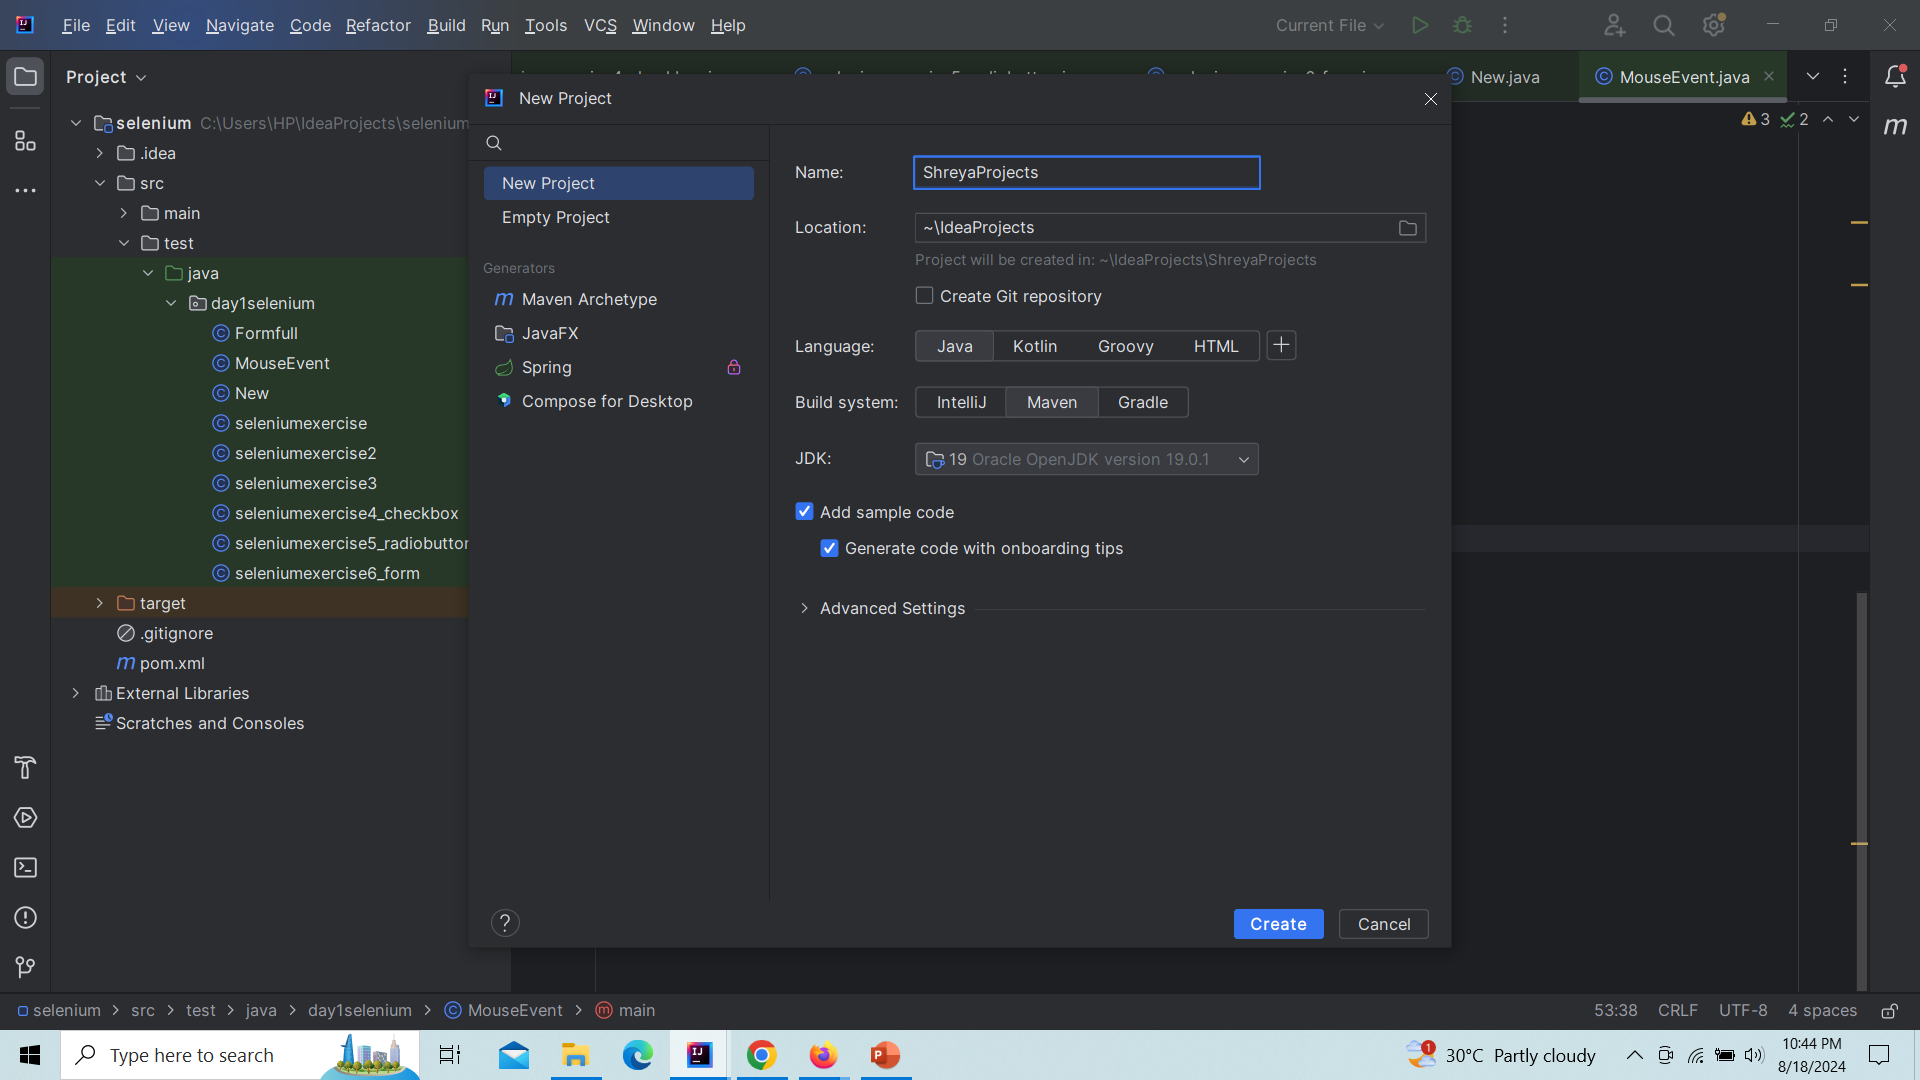 File Edit View Navigate Code Refactor Build Run Tools VCS Window Help
Current File
Project
New.java
MouseEvent.java
3 2
selenium C:\Users\HP\IdeaProjects\selenium
.idea
src
main
test
java
day1selenium
Formfull
MouseEvent
New
seleniumexercise
seleniumexercise2
seleniumexercise3
seleniumexercise4_checkbox
seleniumexercise5_radiobutton
seleniumexercise6_form
target
.gitignore
m pom.xml
External Libraries
Scratches and Consoles
New Project
New Project
Empty Project
Generators
m Maven Archetype
JavaFX
Spring
Compose for Desktop
Name: ShreyaProjects
Location: ~\IdeaProjects
Project will be created in: ~\IdeaProjects\ShreyaProjects
Create Git repository
Language: Java Kotlin Groovy HTML
Build system: IntelliJ Maven Gradle
JDK: 19 Oracle OpenJDK version 19.0.1
Add sample code
Generate code with onboarding tips
Advanced Settings
? Create Cancel
m
selenium > src > test > java > day1selenium > MouseEvent > main
53:38 CRLF UTF-8 4 spaces
Type here to search
1 30°C Partly cloudy
10:44 PM
8/18/2024